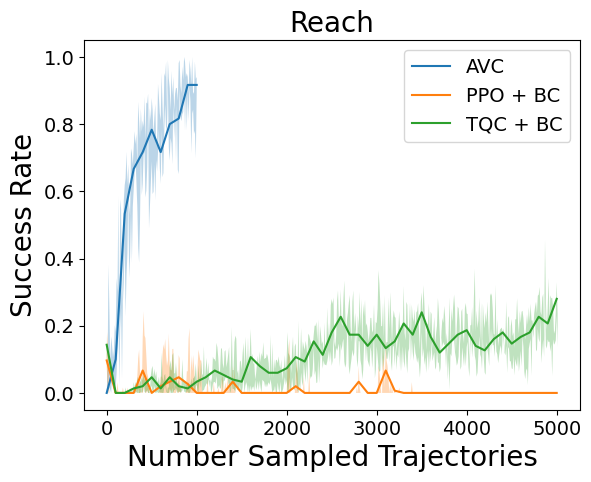 Reach
AVC
PPO + BC
TQC + BC
Success Rate
1.0
0.8
0.6
0.4
0.2
0.0
0 1000 2000 3000 4000 5000
Number Sampled Trajectories